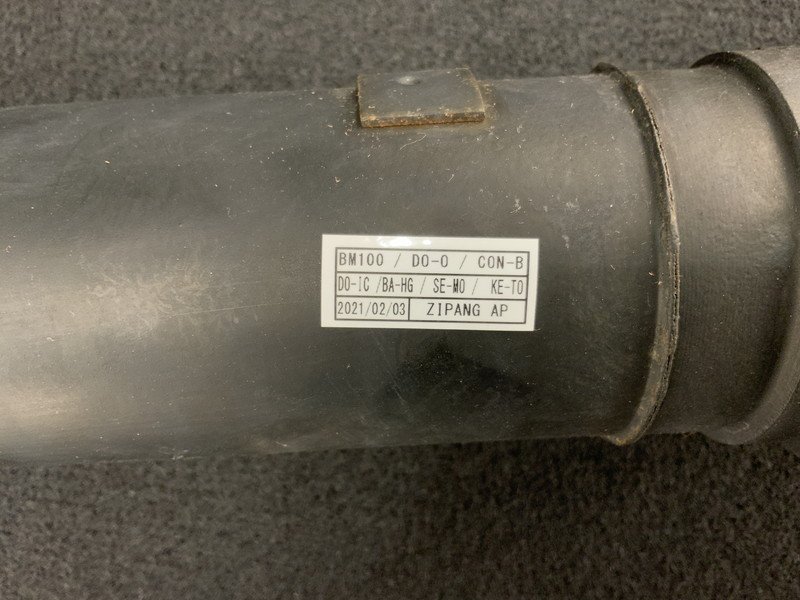 BM100 / DO-O / CON-B
DO-IC /BA-HG / SE-MO / KE-TO
2021/02/03 ZIPANG AP